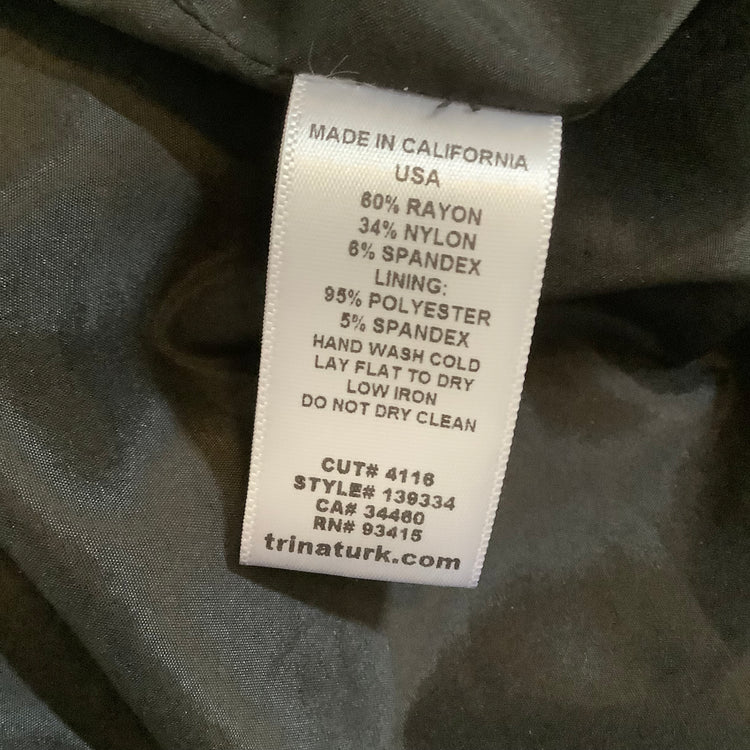 MADE IN CALIFORNIA
USA
60% RAYON
34% NYLON
6% SPANDEX
LINING:
95% POLYESTER
5% SPANDEX
HAND WASH COLD
LAY FLAT TO DRY
LOW IRON
DO NOT DRY CLEAN
CUT# 4116
STYLE# 139334
CA# 34460
RN# 93415
trinaturk.com